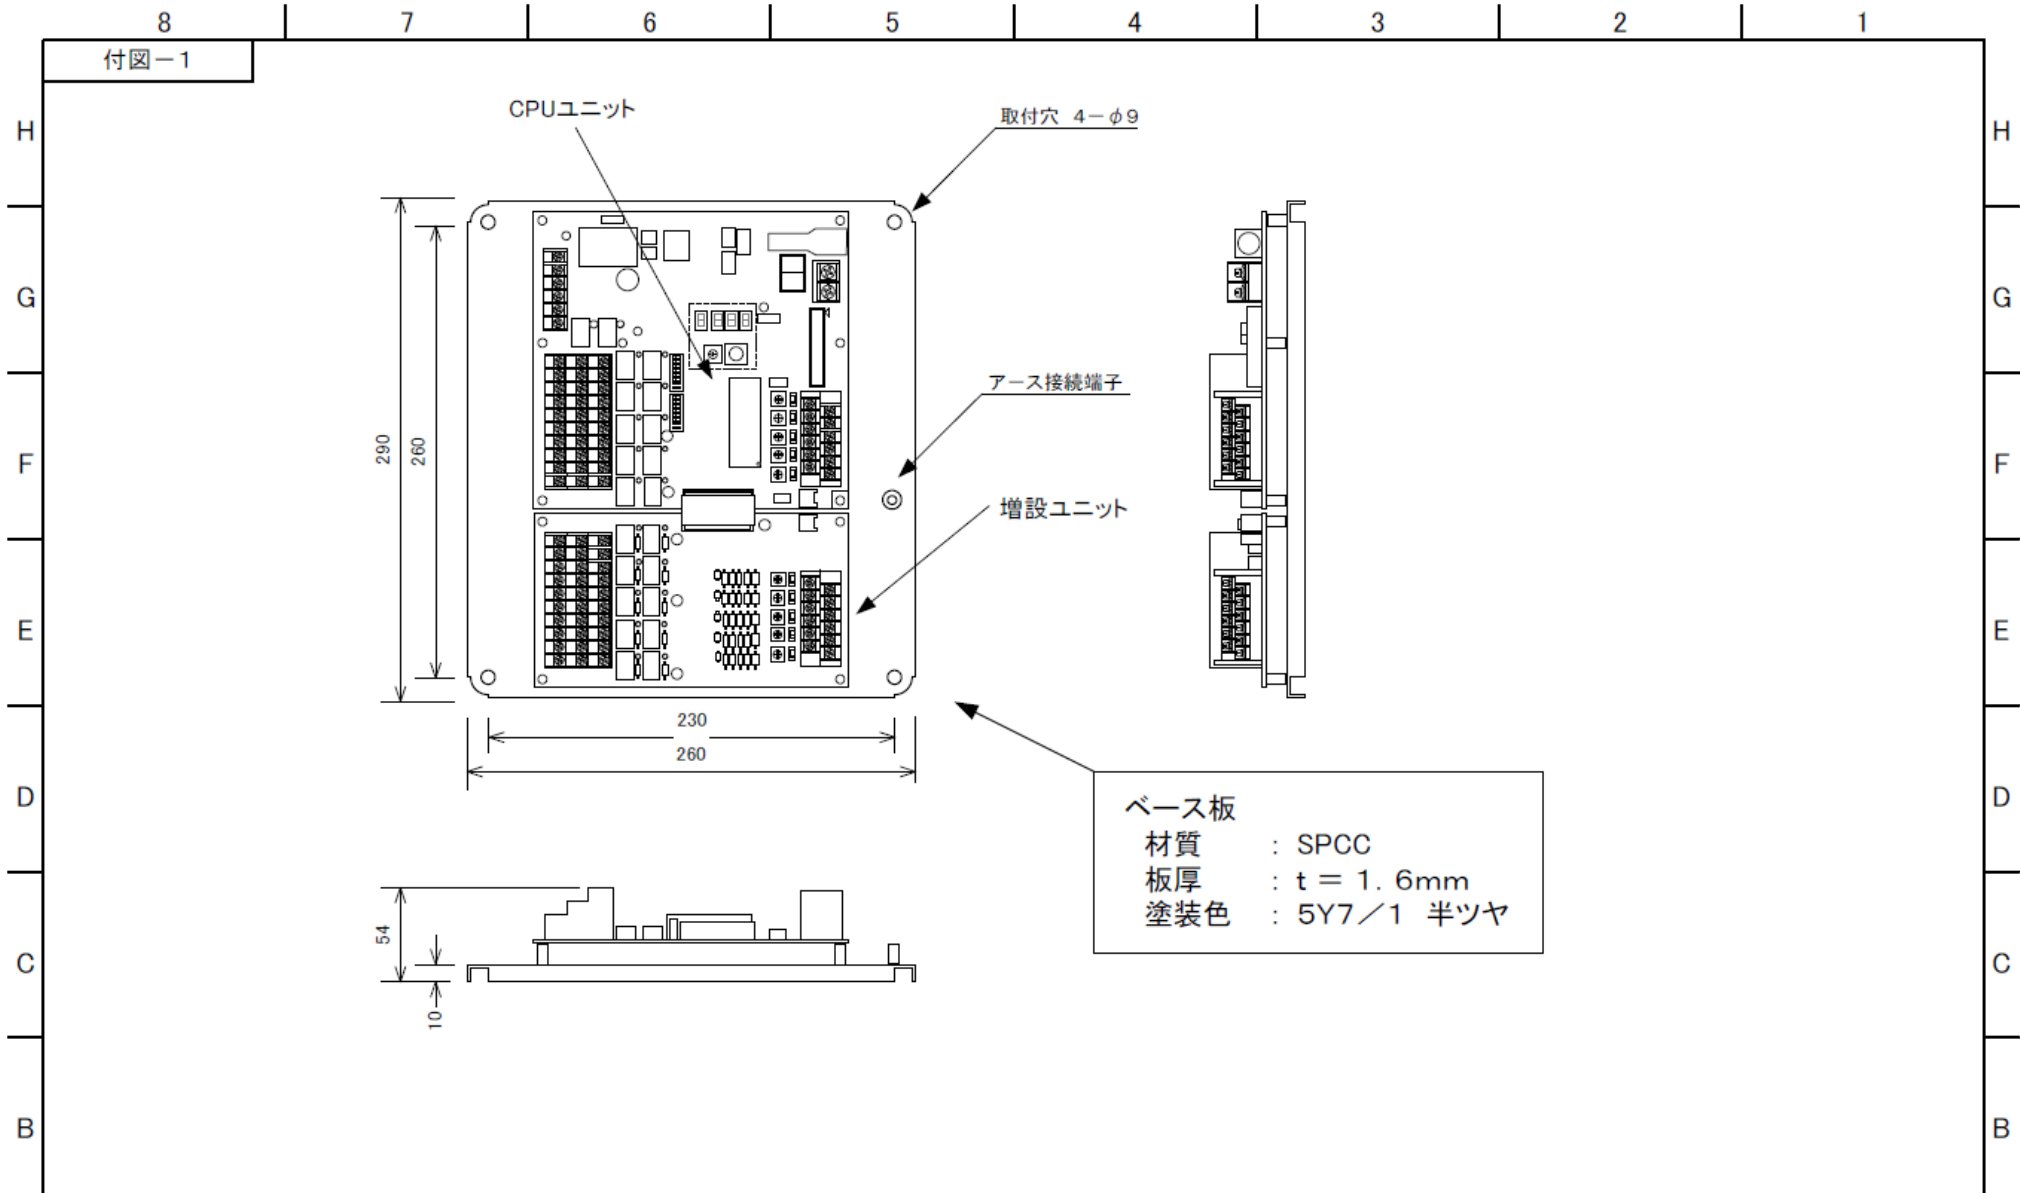 8 7 6 5 4 3 2 1
付図－1
H H
CPUユニット
取付穴 4－φ9
G G
アース接続端子
290
260
F F
増設ユニット
E E
230
260
D D
ベース板
材質 : SPCC
板厚 : t ＝ 1. 6mm
塗装色 : 5Y7／1 半ツヤ
54
C C
10
B B